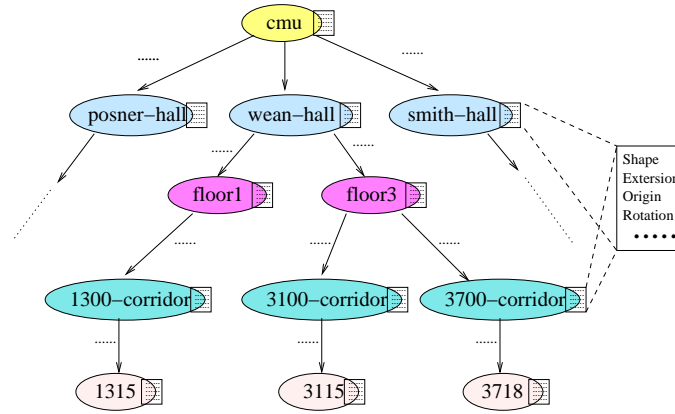 cmu
...... ......
posner-hall wean-hall smith-hall
...... ......
Shape
Extersion
Origin
Rotation
.....
floor1 floor3
...... ...... ......
1300-corridor 3100-corridor 3700-corridor
...... ...... ......
1315 3115 3718